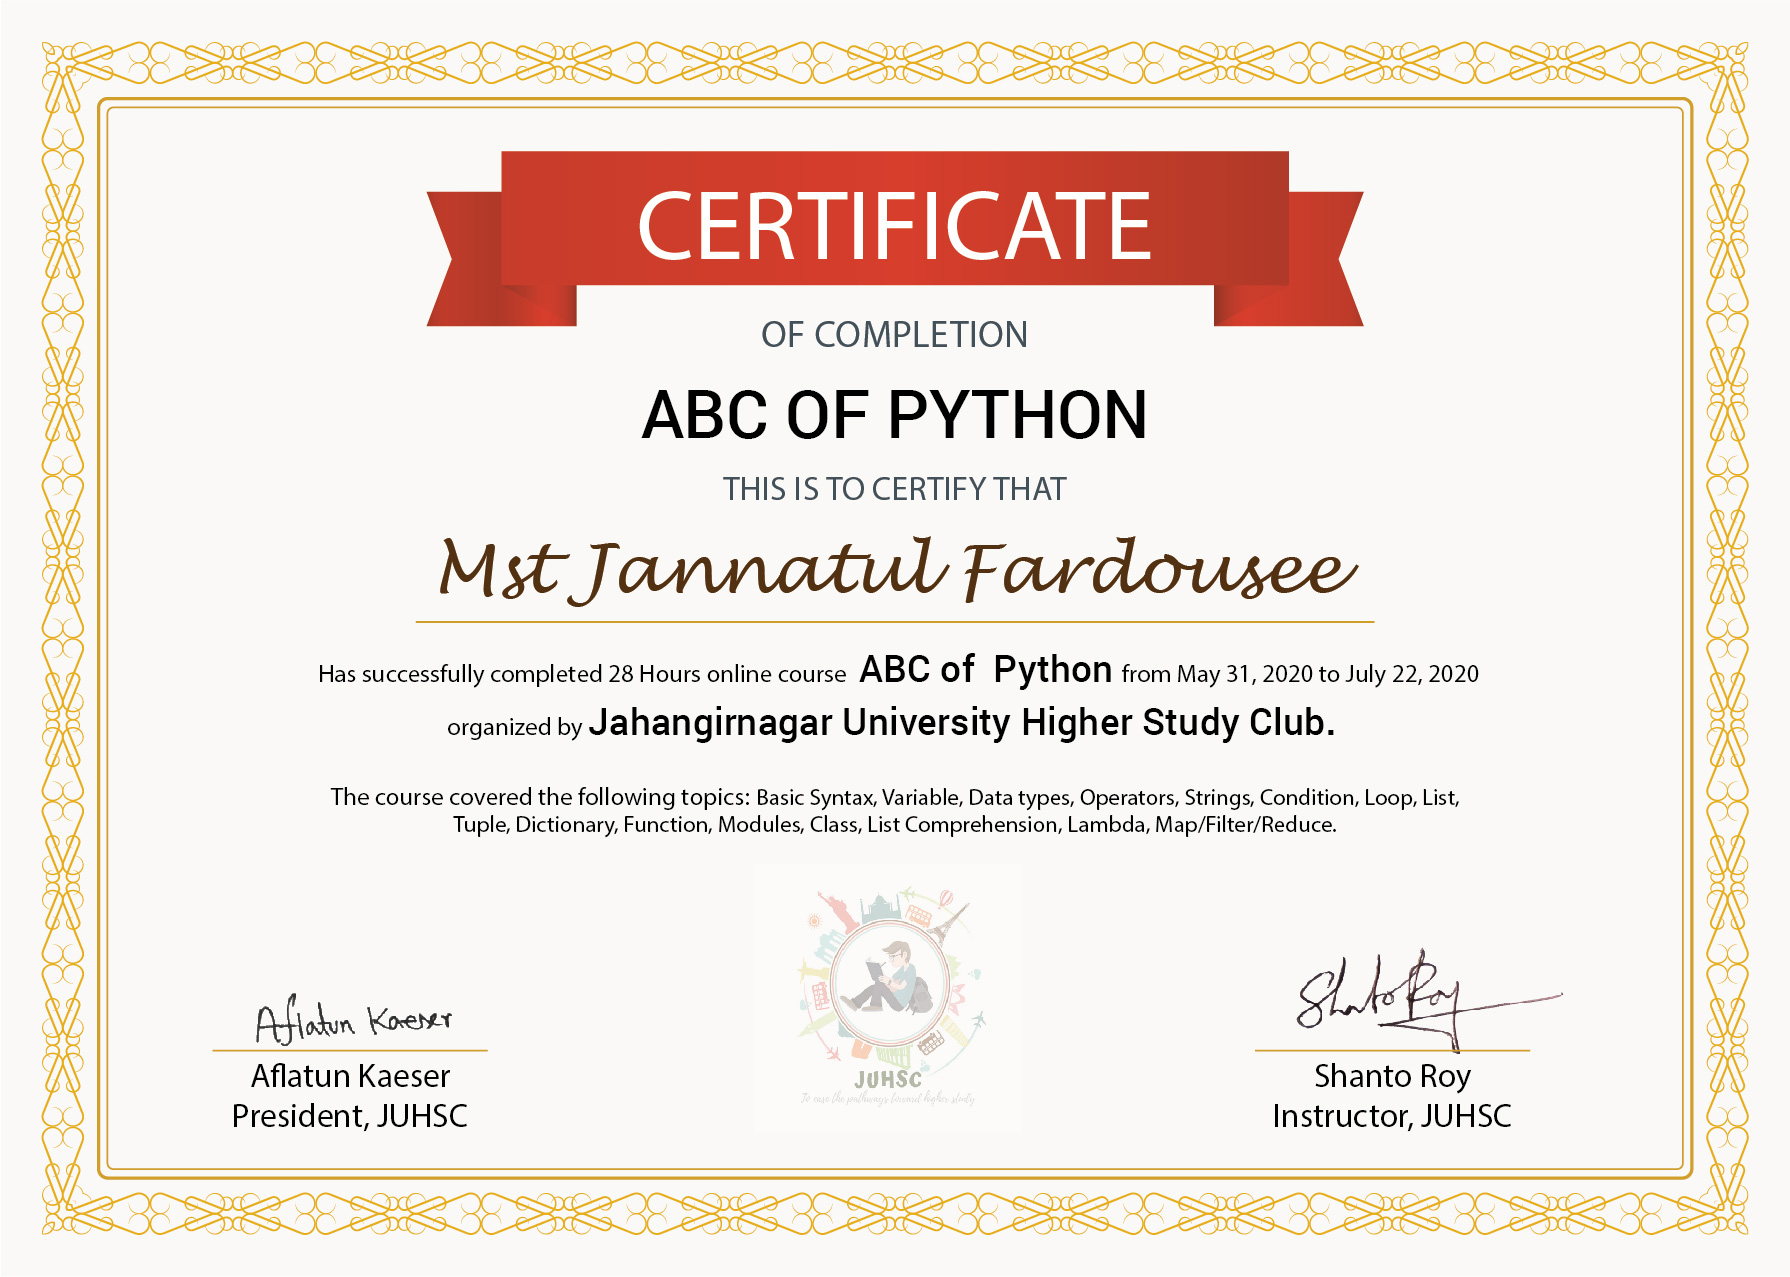 CERTIFICATE
OF COMPLETION
ABC OF PYTHON
THIS IS TO CERTIFY THAT
Mst Jannatul Fardousee
Has successfully completed 28 Hours online course ABC of Python from May 31, 2020 to July 22, 2020
organized by Jahangirnagar University Higher Study Club.
The course covered the following topics: Basic Syntax, Variable, Data types, Operators, Strings, Condition, Loop, List,
Tuple, Dictionary, Function, Modules, Class, List Comprehension, Lambda, Map/Filter/Reduce.
JUHSC
To ease the pathways toward higher study
Aflatun Kaeser
Aflatun Kaeser
President, JUHSC
Shanto Roy
Shanto Roy
Instructor, JUHSC